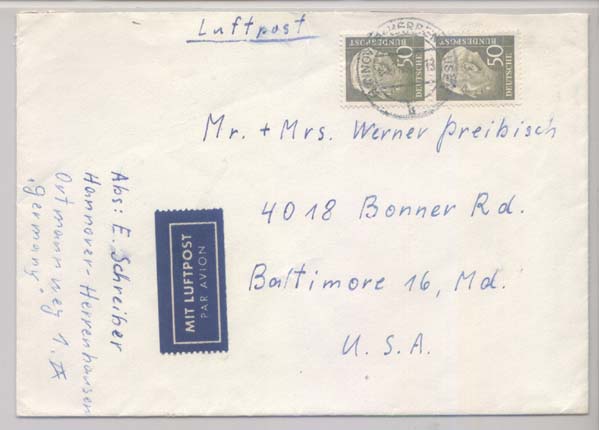 Luftpost
50
DEUTSCHE
BUNDESPOST
50
DEUTSCHE
BUNDESPOST
Mr. + Mrs. Werner Preibisch
4018 Bonner Rd.
Baltimore 16, Md.
U. S. A.
MIT LUFTPOST
PAR AVION
Abs: E. Schreiber
Hannover-Herrenhausen
Ortmannweg 1.
Germany.